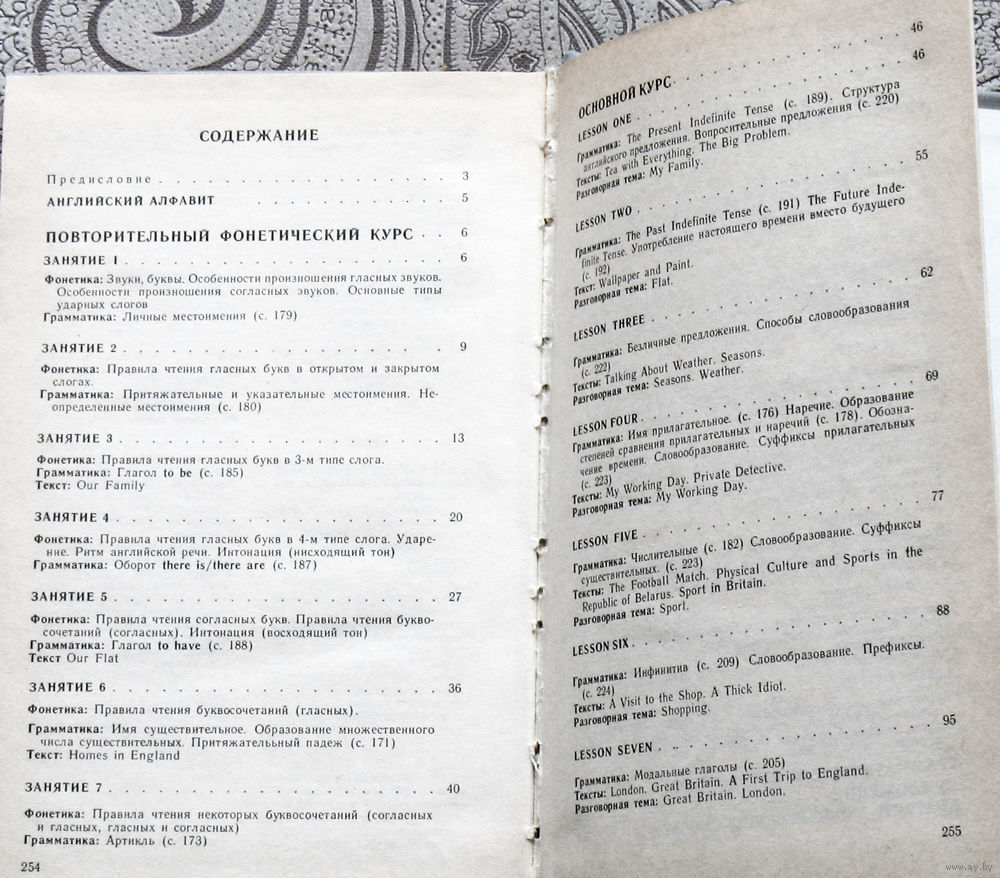 СОДЕРЖАНИЕ
Предисловие . . . . . . . . . . . . . . . 3
АНГЛИЙСКИЙ АЛФАВИТ . . . . . . . . . . 5
ПОВТОРИТЕЛЬНЫЙ ФОНЕТИЧЕСКИЙ КУРС . . 6
ЗАНЯТИЕ 1 . . . . . . . . . . . . . . . 6
Фонетика: Звуки, буквы. Особенности произношения гласных звуков.
Особенности произношения согласных звуков. Основные типы
ударных слогов
Грамматика: Личные местоимения (с. 179)
ЗАНЯТИЕ 2 . . . . . . . . . . . . . . . 9
Фонетика: Правила чтения гласных букв в открытом и закрытом
слогах.
Грамматика: Притяжательные и указательные местоимения. Не-
определенные местоимения (с. 180)
ЗАНЯТИЕ 3 . . . . . . . . . . . . . . . 13
Фонетика: Правила чтения гласных букв в 3-м типе слога.
Грамматика: Глагол to be (с. 185)
Текст: Our Family
ЗАНЯТИЕ 4 . . . . . . . . . . . . . . . 20
Фонетика: Правила чтения гласных букв в 4-м типе слога. Ударе-
ние. Ритм английской речи. Интонация (нисходящий тон)
Грамматика: Оборот there is/there are (с. 187)
ЗАНЯТИЕ 5 . . . . . . . . . . . . . . . 27
Фонетика: Правила чтения согласных букв. Правила чтения букво-
сочетаний (согласных). Интонация (восходящий тон)
Грамматика: Глагол to have (с. 188)
Текст Our Flat
ЗАНЯТИЕ 6 . . . . . . . . . . . . . . . 36
Фонетика: Правила чтения буквосочетаний (гласных).
Грамматика: Имя существительное. Образование множественного
числа существительных. Притяжателььный падеж (с. 171)
Текст: Homes in England
ЗАНЯТИЕ 7 . . . . . . . . . . . . . . . 40
Фонетика: Правила чтения некоторых буквосочетаний (согласных
и гласных, гласных и согласных)
Грамматика: Артикль (с. 173)
254
ОСНОВНОЙ КУРС . . . . . . . . . . . . . 46
LESSON ONE . . . . . . . . . . . . . . . 46
Грамматика: The Present Indefinite Tense (с. 189). Структура
английского предложения. Вопросительные предложения (с. 220)
Тексты: Tea with Everything. The Big Problem.
Разговорная тема: My Family.
LESSON TWO . . . . . . . . . . . . . . . 55
Грамматика: The Past Indefinite Tense (с. 191) The Future Inde-
finite Tense. Употребление настоящего времени вместо будущего
(с. 192)
Текст: Wallpaper and Paint.
Разговорная тема: Flat.
LESSON THREE . . . . . . . . . . . . . . 62
Грамматика: Безличные предложения. Способы словообразования
(с. 222)
Тексты: Talking About Weather. Seasons.
Разговорная тема: Seasons. Weather.
LESSON FOUR . . . . . . . . . . . . . . 69
Грамматика: Имя прилагательное. (с. 176) Наречие. Образование
степеней сравнения прилагательных и наречий (с. 178). Обозна-
чение времени. Словообразование. Суффиксы прилагательных
(с. 223)
Тексты: My Working Day. Private Detective.
Разговорная тема: My Working Day.
LESSON FIVE . . . . . . . . . . . . . . 77
Грамматика: Числительные (с. 182) Словообразование. Суффиксы
существительных. (с. 223)
Тексты: The Football Match. Physical Culture and Sports in the
Republic of Belarus. Sport in Britain.
Разговорная тема: Sport.
LESSON SIX . . . . . . . . . . . . . . . 88
Грамматика: Инфинитив (с. 209) Словообразование. Префиксы.
(с. 224)
Тексты: A Visit to the Shop. A Thick Idiot.
Разговорная тема: Shopping.
LESSON SEVEN . . . . . . . . . . . . . . 95
Грамматика: Модальные глаголы (с. 205)
Тексты: London. Great Britain. A First Trip to England.
Разговорная тема: Great Britain. London.
255
www.ay.by